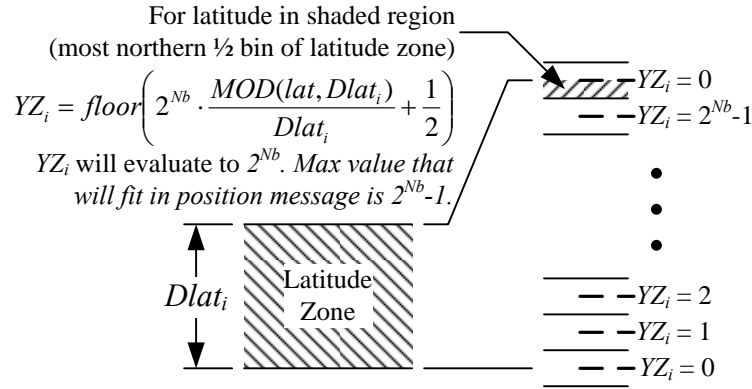 For latitude in shaded region
(most northern ½ bin of latitude zone)
YZ_i = floor(2^{Nb} · MOD(lat, Dlat_i) / Dlat_i + 1/2)
YZ_i will evaluate to 2^{Nb}. Max value that
will fit in position message is 2^{Nb}-1.
Dlat_i
Latitude
Zone
YZ_i = 0
YZ_i = 2^{Nb}-1
YZ_i = 2
YZ_i = 1
YZ_i = 0